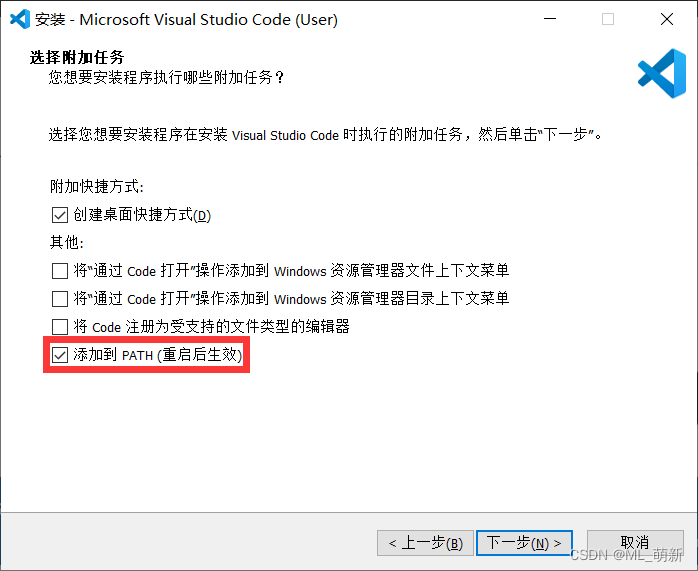 安装 - Microsoft Visual Studio Code (User)
选择附加任务
您想要安装程序执行哪些附加任务？
选择您想要安装程序在安装 Visual Studio Code 时执行的附加任务，然后单击“下一步”。
附加快捷方式:
创建桌面快捷方式(D)
其他:
将“通过 Code 打开”操作添加到 Windows 资源管理器文件上下文菜单
将“通过 Code 打开”操作添加到 Windows 资源管理器目录上下文菜单
将 Code 注册为受支持的文件类型的编辑器
添加到 PATH (重启后生效)
< 上一步(B) 下一步(N) > 取消
CSDN @ML_萌新